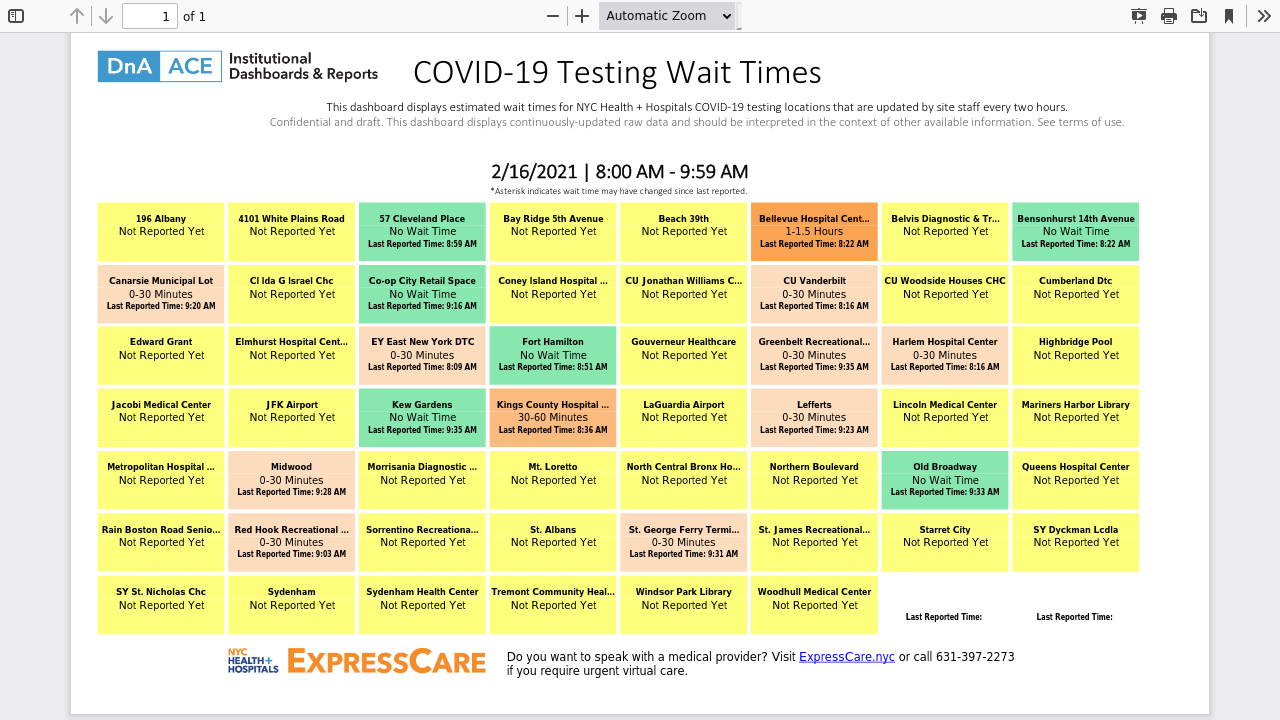 1 of 1 Automatic Zoom
DnA ACE Institutional
Dashboards & Reports
COVID-19 Testing Wait Times
This dashboard displays estimated wait times for NYC Health + Hospitals COVID-19 testing locations that are updated by site staff every two hours.
Confidential and draft. This dashboard displays continuously-updated raw data and should be interpreted in the context of other available information. See terms of use.
2/16/2021 | 8:00 AM - 9:59 AM
*Asterisk indicates wait time may have changed since last reported.
196 Albany 4101 White Plains Road 57 Cleveland Place Bay Ridge 5th Avenue Beach 39th Bellevue Hospital Cent... Belvis Diagnostic & Tr... Bensonhurst 14th Avenue
Not Reported Yet Not Reported Yet No Wait Time Not Reported Yet Not Reported Yet 1-1.5 Hours Not Reported Yet No Wait Time
Last Reported Time: 8:59 AM Last Reported Time: 8:22 AM Last Reported Time: 8:22 AM
Canarsie Municipal Lot CI Ida G Israel Chc Co-op City Retail Space Coney Island Hospital ... CU Jonathan Williams C... CU Vanderbilt CU Woodside Houses CHC Cumberland Dtc
0-30 Minutes Not Reported Yet No Wait Time Not Reported Yet Not Reported Yet 0-30 Minutes Not Reported Yet Not Reported Yet
Last Reported Time: 9:20 AM Last Reported Time: 9:16 AM Last Reported Time: 8:16 AM
Edward Grant Elmhurst Hospital Cent... EY East New York DTC Fort Hamilton Gouverneur Healthcare Greenbelt Recreational... Harlem Hospital Center Highbridge Pool
Not Reported Yet Not Reported Yet 0-30 Minutes No Wait Time Not Reported Yet 0-30 Minutes 0-30 Minutes Not Reported Yet
Last Reported Time: 8:09 AM Last Reported Time: 8:51 AM Last Reported Time: 9:35 AM Last Reported Time: 8:16 AM
Jacobi Medical Center JFK Airport Kew Gardens Kings County Hospital ... LaGuardia Airport Lefferts Lincoln Medical Center Mariners Harbor Library
Not Reported Yet Not Reported Yet No Wait Time 30-60 Minutes Not Reported Yet 0-30 Minutes Not Reported Yet Not Reported Yet
Last Reported Time: 9:35 AM Last Reported Time: 8:36 AM Last Reported Time: 9:23 AM
Metropolitan Hospital ... Midwood Morrisania Diagnostic ... Mt. Loretto North Central Bronx Ho... Northern Boulevard Old Broadway Queens Hospital Center
Not Reported Yet 0-30 Minutes Not Reported Yet Not Reported Yet Not Reported Yet Not Reported Yet No Wait Time Not Reported Yet
Last Reported Time: 9:28 AM Last Reported Time: 9:33 AM
Rain Boston Road Senio... Red Hook Recreational ... Sorrentino Recreationa... St. Albans St. George Ferry Termi... St. James Recreational... Starret City SY Dyckman Lcdla
Not Reported Yet 0-30 Minutes Not Reported Yet Not Reported Yet 0-30 Minutes Not Reported Yet Not Reported Yet Not Reported Yet
Last Reported Time: 9:03 AM Last Reported Time: 9:31 AM
SY St. Nicholas Chc Sydenham Sydenham Health Center Tremont Community Heal... Windsor Park Library Woodhull Medical Center
Not Reported Yet Not Reported Yet Not Reported Yet Not Reported Yet Not Reported Yet Not Reported Yet
Last Reported Time: Last Reported Time:
NYC
HEALTH+
HOSPITALS
EXPRESSCARE
Do you want to speak with a medical provider? Visit ExpressCare.nyc or call 631-397-2273
if you require urgent virtual care.